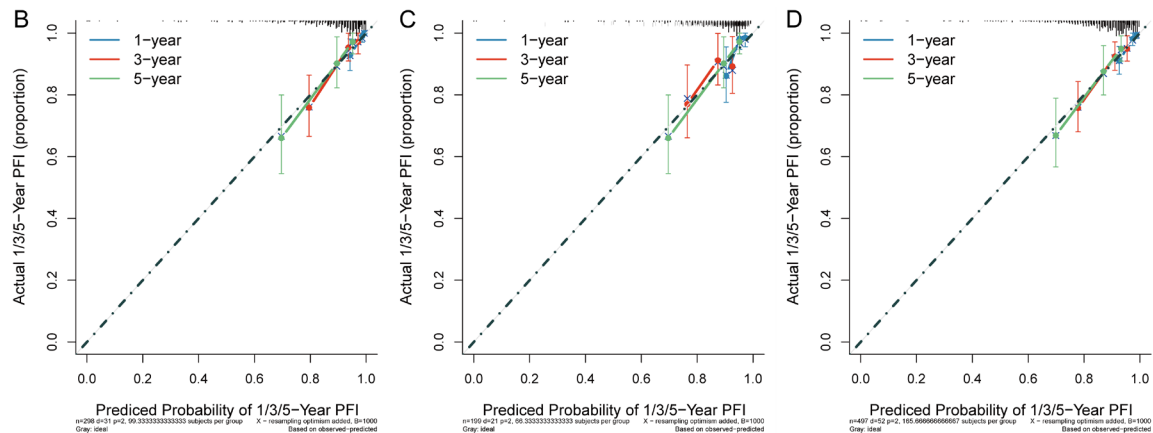 B
1−year
3−year
5−year
Actual 1/3/5−Year PFI (proportion)
0.0 0.2 0.4 0.6 0.8 1.0
0.0 0.2 0.4 0.6 0.8 1.0
Prediced Probability of 1/3/5−Year PFI
n=298 d=31 p=2, 99.3333333333333 subjects per group
Gray: ideal
X − resampling optimism added, B=1000
Based on observed−predicted
C
1−year
3−year
5−year
Actual 1/3/5−Year PFI (proportion)
0.0 0.2 0.4 0.6 0.8 1.0
0.0 0.2 0.4 0.6 0.8 1.0
Prediced Probability of 1/3/5−Year PFI
n=199 d=21 p=2, 66.3333333333333 subjects per group
Gray: ideal
X − resampling optimism added, B=1000
Based on observed−predicted
D
1−year
3−year
5−year
Actual 1/3/5−Year PFI (proportion)
0.0 0.2 0.4 0.6 0.8 1.0
0.0 0.2 0.4 0.6 0.8 1.0
Prediced Probability of 1/3/5−Year PFI
n=497 d=52 p=2, 165.666666666667 subjects per group
Gray: ideal
X − resampling optimism added, B=1000
Based on observed−predicted